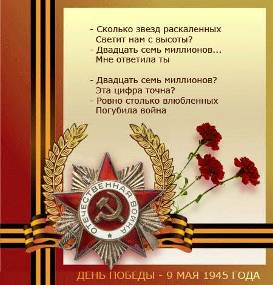 - Сколько звезд раскаленных
Светит нам с высоты?
- Двадцать семь миллионов...
Мне ответила ты
- Двадцать семь миллионов?
Эта цифра точна?
- Ровно столько влюбленных
Погубила война
ОТЕЧЕСТВЕННАЯ ВОЙНА
ДЕНЬ ПОБЕДЫ - 9 МАЯ 1945 ГОДА